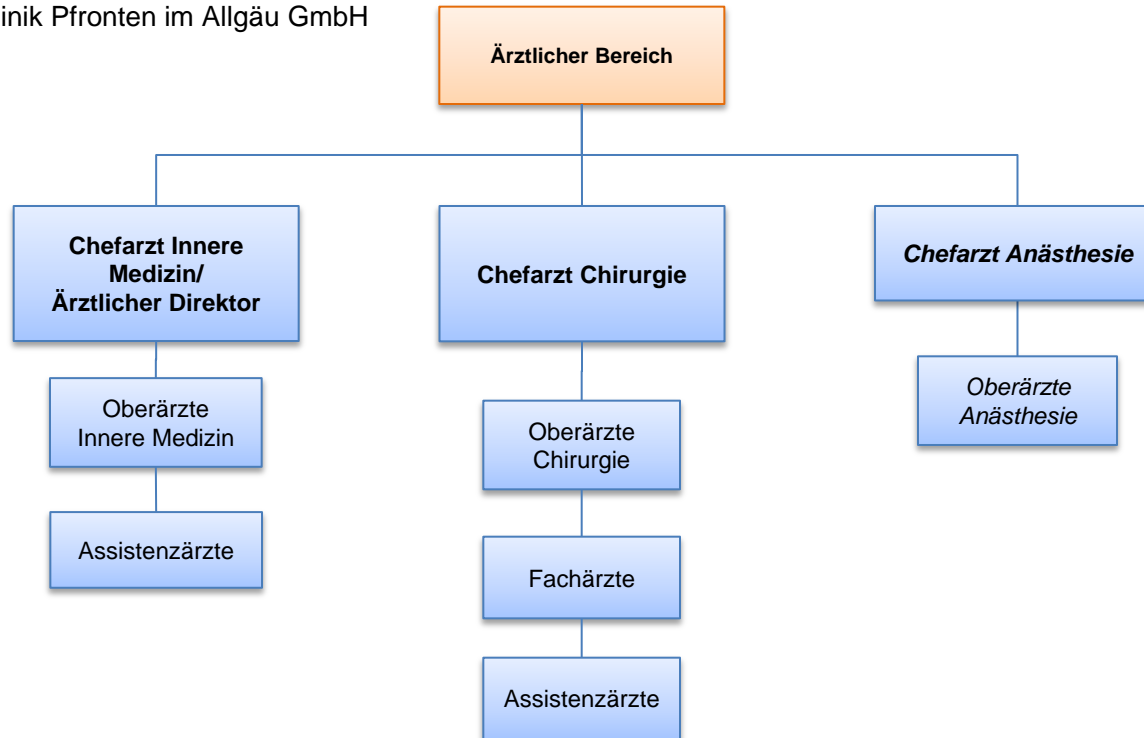 inik Pfronten im Allgäu GmbH
Ärztlicher Bereich
Chefarzt Innere
Medizin/
Ärztlicher Direktor
Chefarzt Chirurgie
Chefarzt Anästhesie
Oberärzte
Innere Medizin
Oberärzte
Chirurgie
Oberärzte
Anästhesie
Assistenzärzte
Fachärzte
Assistenzärzte